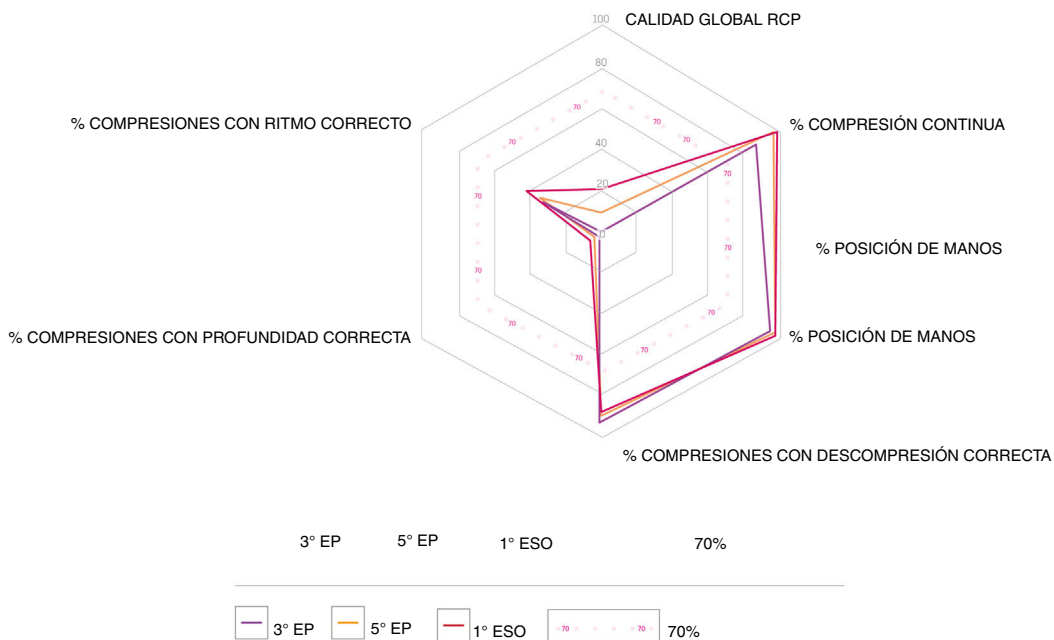 100
CALIDAD GLOBAL RCP
80
70
70
70
% COMPRESIONES CON RITMO CORRECTO
% COMPRESIÓN CONTINUA
70
70
40
70
20
70
70
0
% POSICIÓN DE MANOS
70
70
70
% COMPRESIONES CON PROFUNDIDAD CORRECTA
70
% POSICIÓN DE MANOS
70
70
70
% COMPRESIONES CON DESCOMPRESIÓN CORRECTA
3° EP 5° EP 1° ESO 70%
3° EP 5° EP 1° ESO 70 70 70%